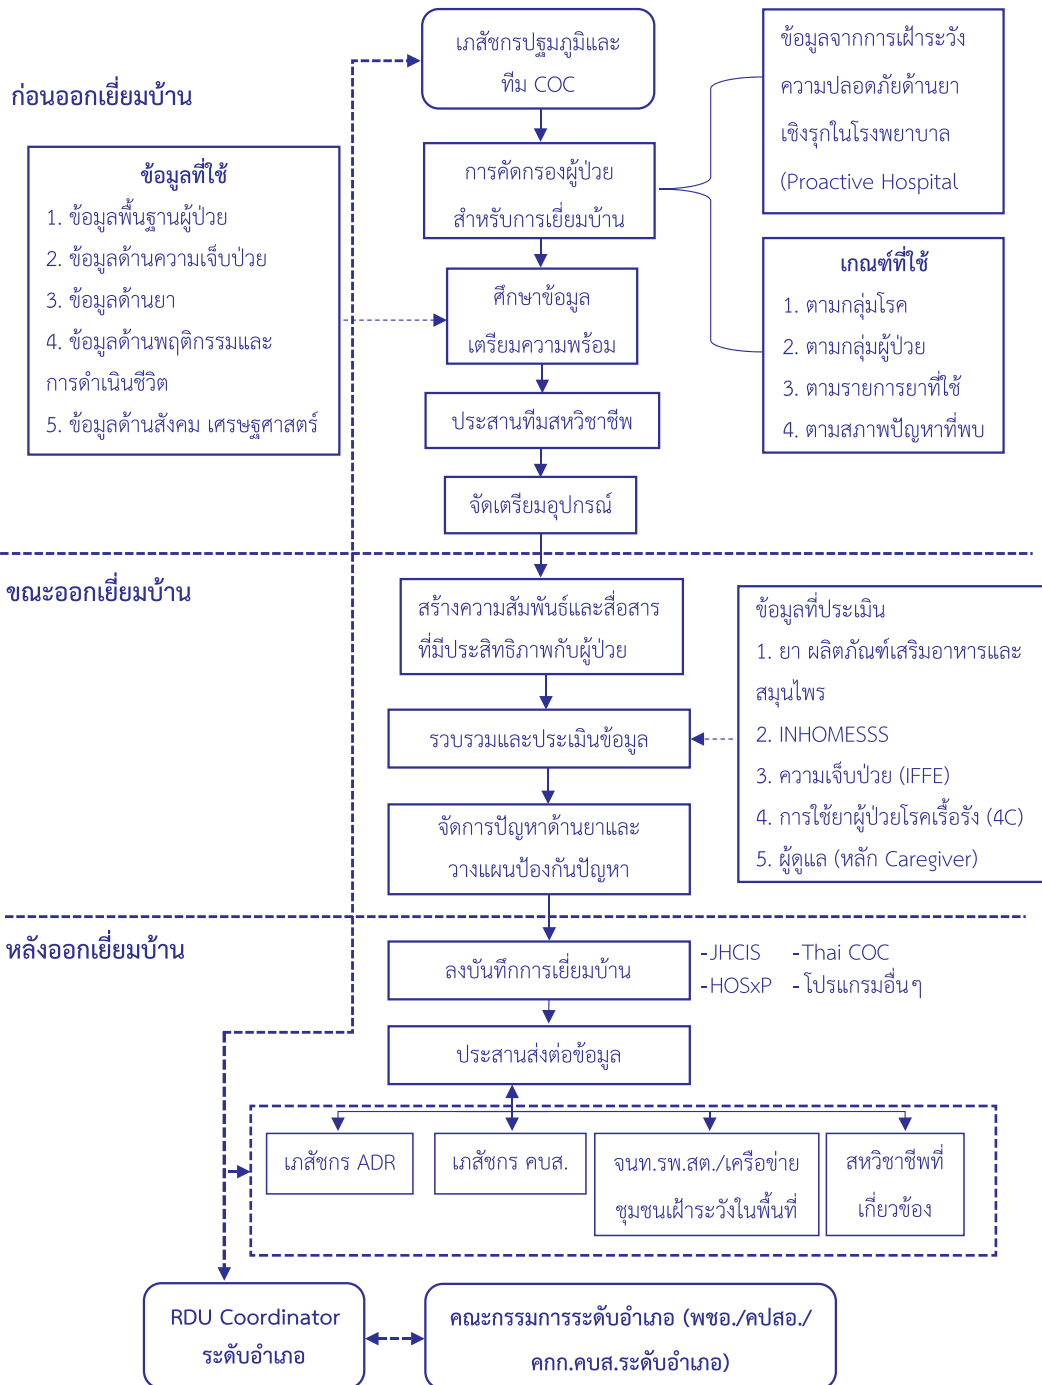 เภสัชกรปฐมภูมิและ
ทีม COC
ข้อมูลจากการเฝ้าระวัง
ความปลอดภัยด้านยา
เชิงรุกในโรงพยาบาล
(Proactive Hospital
ก่อนออกเยี่ยมบ้าน
การคัดกรองผู้ป่วย
สำหรับการเยี่ยมบ้าน
ข้อมูลที่ใช้
1. ข้อมูลพื้นฐานผู้ป่วย
2. ข้อมูลด้านความเจ็บป่วย
3. ข้อมูลด้านยา
4. ข้อมูลด้านพฤติกรรมและ
การดำเนินชีวิต
5. ข้อมูลด้านสังคม เศรษฐศาสตร์
เกณฑ์ที่ใช้
1. ตามกลุ่มโรค
2. ตามกลุ่มผู้ป่วย
3. ตามรายการยาที่ใช้
4. ตามสภาพปัญหาที่พบ
ศึกษาข้อมูล
เตรียมความพร้อม
ประสานทีมสหวิชาชีพ
จัดเตรียมอุปกรณ์
ขณะออกเยี่ยมบ้าน
สร้างความสัมพันธ์และสื่อสาร
ที่มีประสิทธิภาพกับผู้ป่วย
ข้อมูลที่ประเมิน
1. ยา ผลิตภัณฑ์เสริมอาหารและ
สมุนไพร
2. INHOMESSS
3. ความเจ็บป่วย (IFFE)
4. การใช้ยาผู้ป่วยโรคเรื้อรัง (4C)
5. ผู้ดูแล (หลัก Caregiver)
รวบรวมและประเมินข้อมูล
จัดการปัญหาด้านยาและ
วางแผนป้องกันปัญหา
หลังออกเยี่ยมบ้าน
ลงบันทึกการเยี่ยมบ้าน
-JHCIS -Thai COC
-HOSxP -โปรแกรมอื่นๆ
ประสานส่งต่อข้อมูล
เภสัชกร ADR
เภสัชกร คบส.
จนท.รพ.สต./เครือข่าย
ชุมชนเฝ้าระวังในพื้นที่
สหวิชาชีพที่
เกี่ยวข้อง
RDU Coordinator
ระดับอำเภอ
คณะกรรมการระดับอำเภอ (พชอ./คปสอ./
คกก.คบส.ระดับอำเภอ)